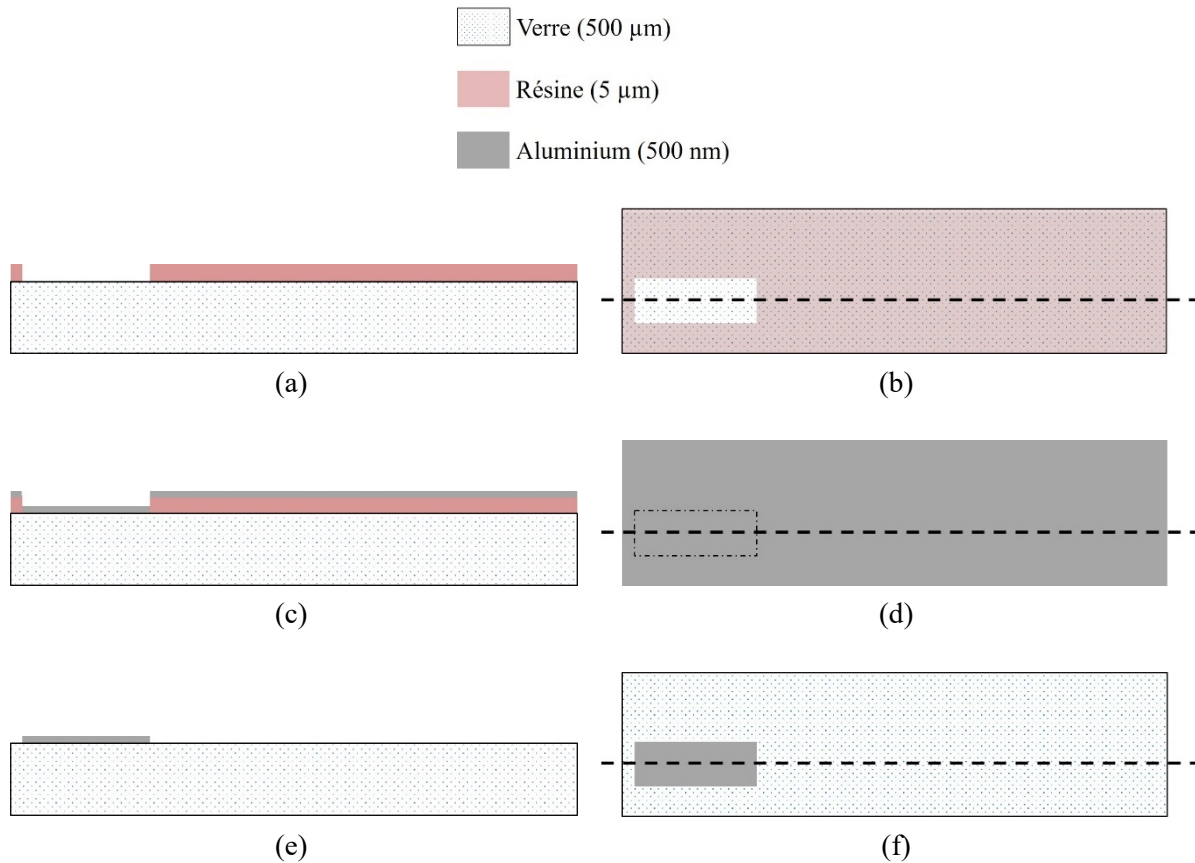 Verre (500 µm)
Résine (5 µm)
Aluminium (500 nm)
(a)
(b)
(c)
(d)
(e)
(f)